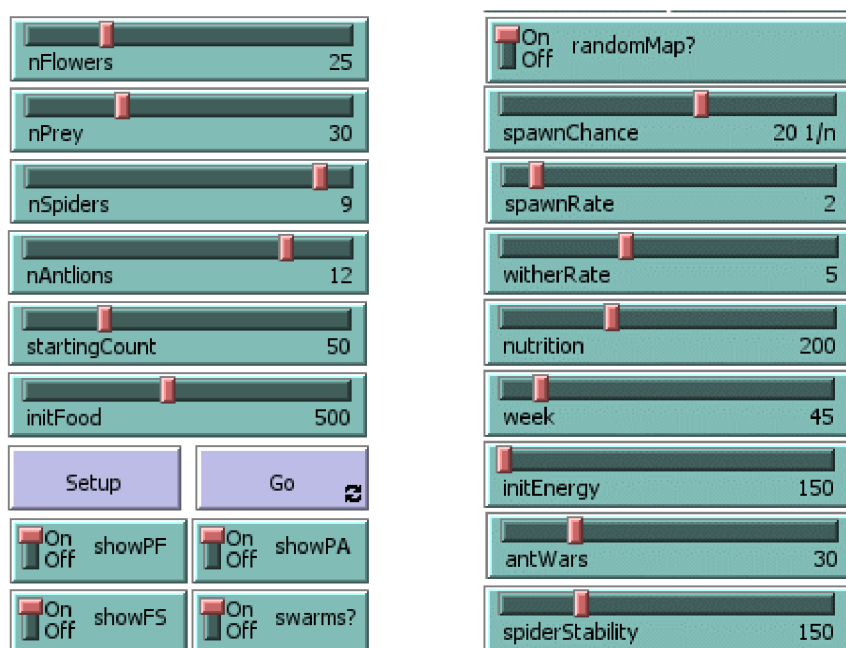 nFlowers 25
nPrey 30
nSpiders 9
nAntlions 12
startingCount 50
initFood 500
Setup Go
On
Off showPF
On
Off showPA
On
Off showFS
On
Off swarms?
On
Off randomMap?
spawnChance 20 1/n
spawnRate 2
witherRate 5
nutrition 200
week 45
initEnergy 150
antWars 30
spiderStability 150